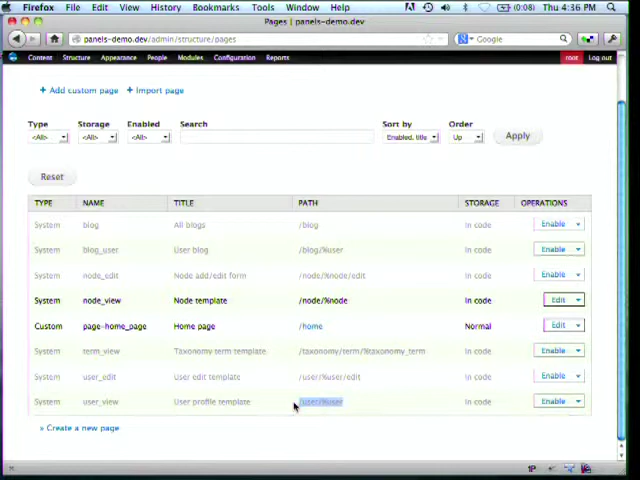 Firefox File Edit View History Bookmarks Tools Window Help (0:08) Thu 4:36 PM
Pages | panels-demo.dev
panels-demo.dev/admin/structure/pages Google
Content Structure Appearance People Modules Configuration Reports root Log out
+ Add custom page + Import page
Type Storage Enabled Search Sort by Order
<All> <All> <All> Enabled, title Up Apply
Reset
TYPE NAME TITLE PATH STORAGE OPERATIONS
System blog All blogs /blog In code Enable
System blog_user User blog /blog/%user In code Enable
System node_edit Node add/edit form /node/%node/edit In code Enable
System node_view Node template /node/%node In code Edit
Custom page-home_page Home page /home Normal Edit
System term_view Taxonomy term template /taxonomy/term/%taxonomy_term In code Enable
System user_edit User edit template /user/%user/edit In code Enable
System user_view User profile template /user/%user In code Enable
» Create a new page